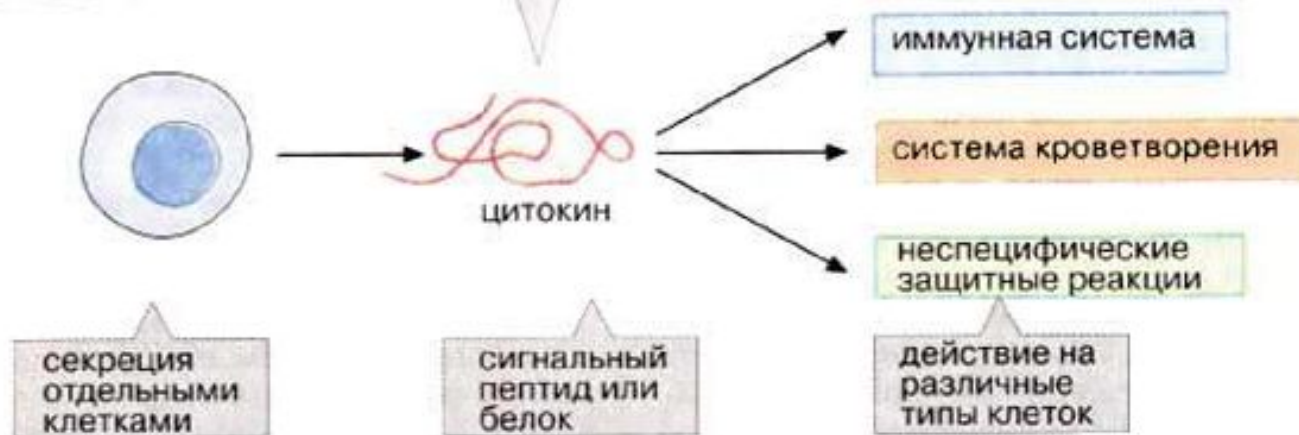 иммунная система
система кроветворения
цитокин
неспецифические
защитные реакции
секреция
отдельными
клетками
сигнальный
пептид или
белок
действие на
различные
типы клеток